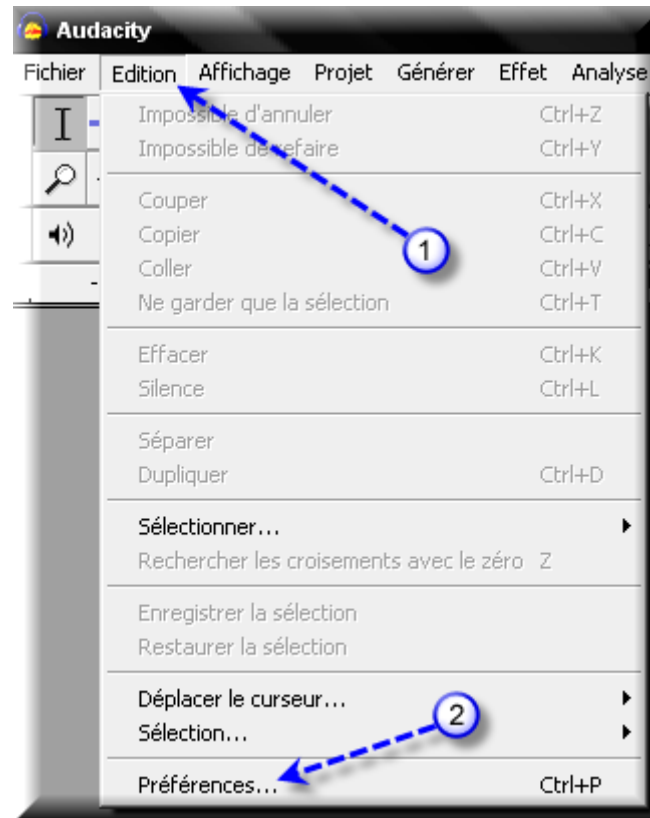 Audacity
Fichier Edition Affichage Projet Générer Effet Analyse
Impossible d'annuler Ctrl+Z
Impossible de refaire Ctrl+Y
Couper Ctrl+X
Copier Ctrl+C
1
Coller Ctrl+V
Ne garder que la sélection Ctrl+T
Effacer Ctrl+K
Silence Ctrl+L
Séparer
Dupliquer Ctrl+D
Sélectionner...
Rechercher les croisements avec le zéro Z
Enregistrer la sélection
Restaurer la sélection
Déplacer le curseur...
2
Sélection...
Préférences... Ctrl+P